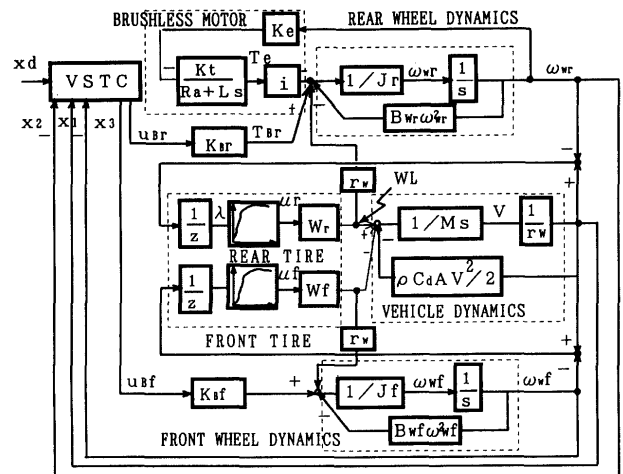 BRUSHLESS MOTOR
REAR WHEEL DYNAMICS
Ke
xd
VSTC
Te
Kt
Ra+Ls
i
1/Jr
ωwr
1
s
ωwr
Bwrω²wr
x2
x1
x3
uBr
KBr
TBr
rw
WL
1
z
λ
μr
Wr
REAR TIRE
1/Ms
V
1
rw
1
z
μf
Wf
ρCdAV²/2
VEHICLE DYNAMICS
FRONT TIRE
rw
uBf
KBf
1/Jf
ωwf
1
s
ωwf
Bwfω²wf
FRONT WHEEL DYNAMICS